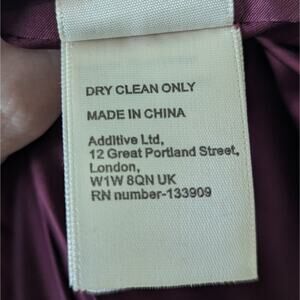 DRY CLEAN ONLY
MADE IN CHINA
Additive Ltd,
12 Great Portland Street,
London,
W1W 8QN UK
RN number-133909